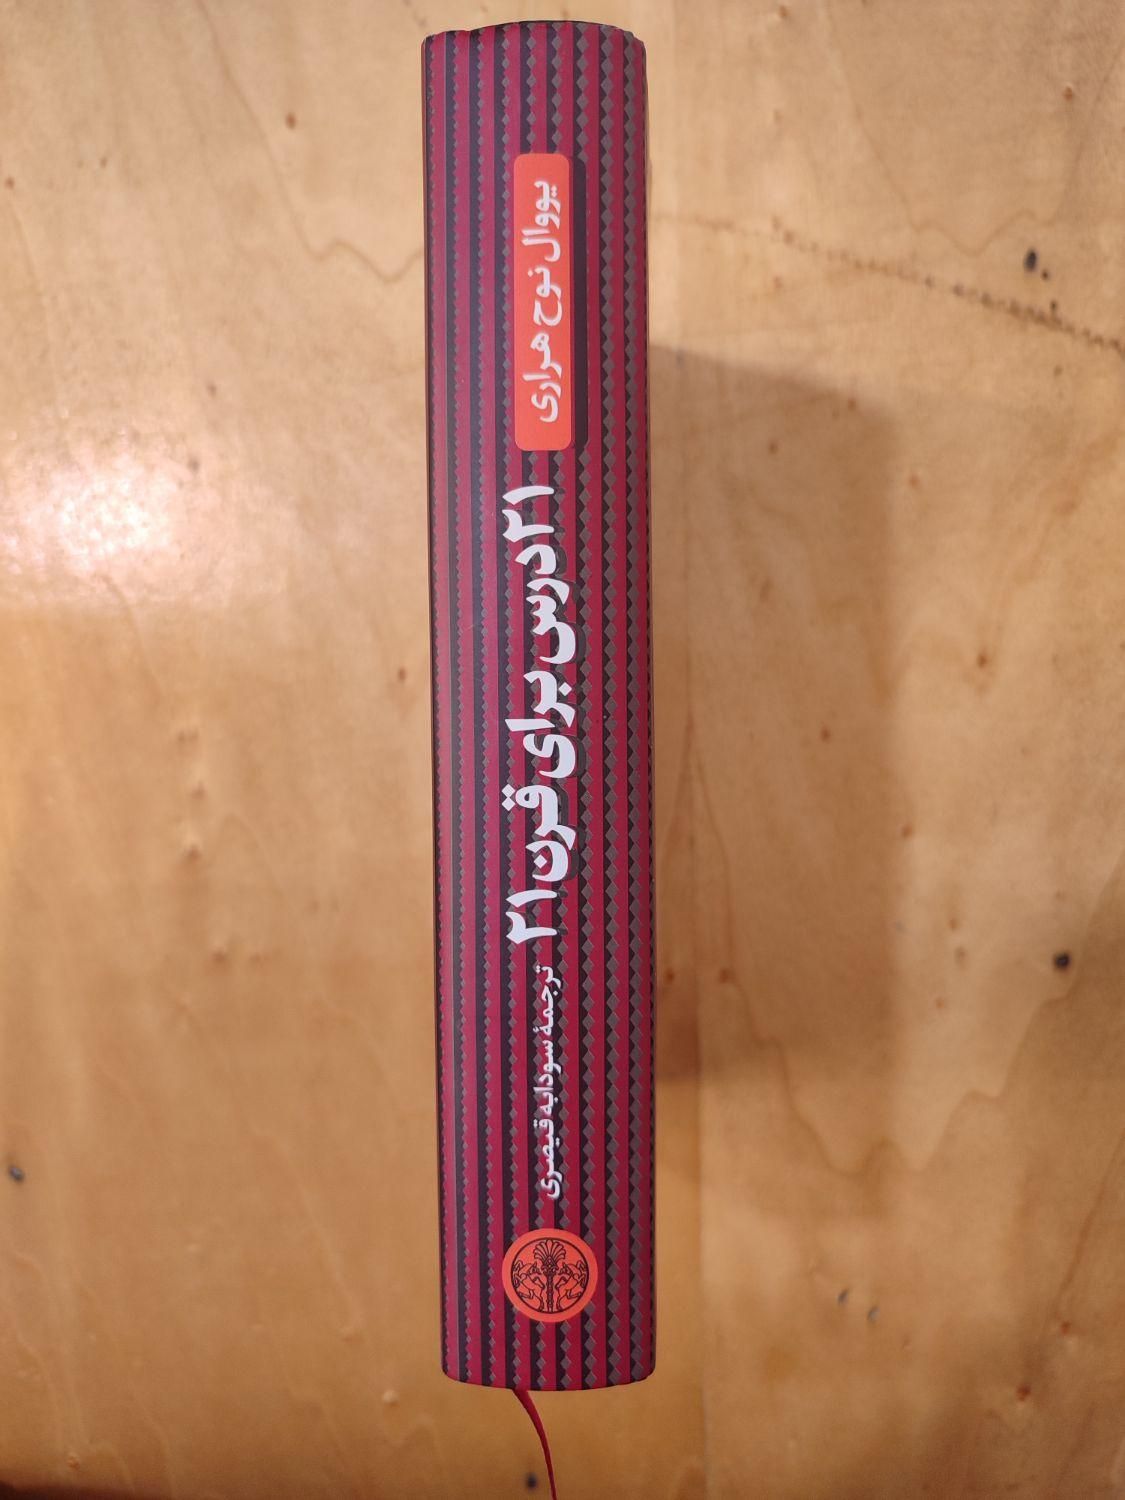 یووال نوح هراری
۲۱ درس برای قرن ۲۱
ترجمهٔ سودابه قیصری